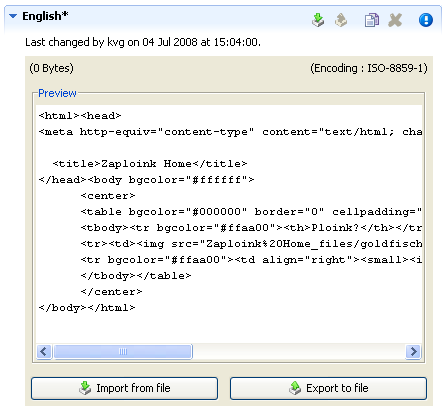 English*
Last changed by kvg on 04 Jul 2008 at 15:04:00.
(0 Bytes) (Encoding : ISO-8859-1)
Preview
<html><head>
<meta http-equiv="content-type" content="text/html; cha
<title>Zaploink Home</title>
</head><body bgcolor="#ffffff">
<center>
<table bgcolor="#000000" border="0" cellpadding="
<tbody><tr bgcolor="#ffaa00"><th>Ploink?</th></tr
<tr><td><img src="Zaploink%20Home_files/goldfisch
<tr bgcolor="#ffaa00"><td align="right"><small><i
</tbody></table>
</center>
</body></html>
Import from file Export to file